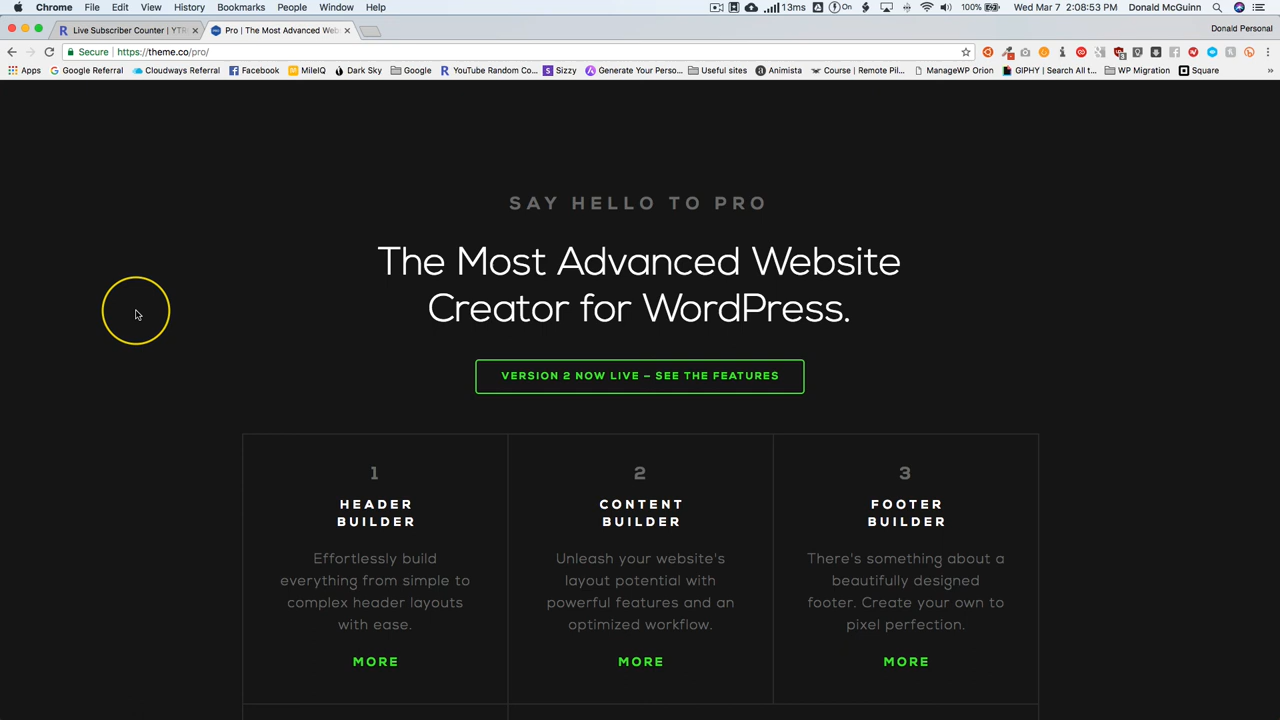 Chrome File Edit View History Bookmarks People Window Help 13ms On 100% Wed Mar 7 2:08:53 PM Donald McGuinn
Live Subscriber Counter | YTR
Pro | The Most Advanced Web
Donald Personal
Secure https://theme.co/pro/
Apps Google Referral Cloudways Referral Facebook MileIQ Dark Sky Google YouTube Random Co... Sizzy Generate Your Perso... Useful sites Animista Course | Remote Pil... ManageWP Orion GIPHY | Search All t... WP Migration Square »
SAY HELLO TO PRO
The Most Advanced Website
Creator for WordPress.
VERSION 2 NOW LIVE – SEE THE FEATURES
1
HEADER
BUILDER
Effortlessly build
everything from simple to
complex header layouts
with ease.
MORE
2
CONTENT
BUILDER
Unleash your website's
layout potential with
powerful features and an
optimized workflow.
MORE
3
FOOTER
BUILDER
There's something about a
beautifully designed
footer. Create your own to
pixel perfection.
MORE